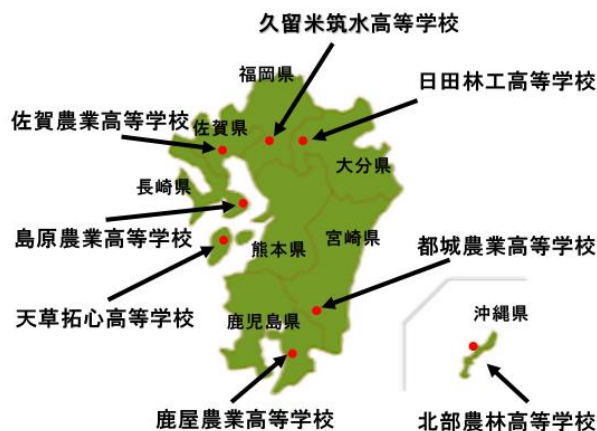 久留米筑水高等学校
福岡県
日田林工高等学校
佐賀農業高等学校
佐賀県
大分県
長崎県
島原農業高等学校
熊本県
宮崎県
都城農業高等学校
天草拓心高等学校
鹿児島県
沖縄県
鹿屋農業高等学校
北部農林高等学校